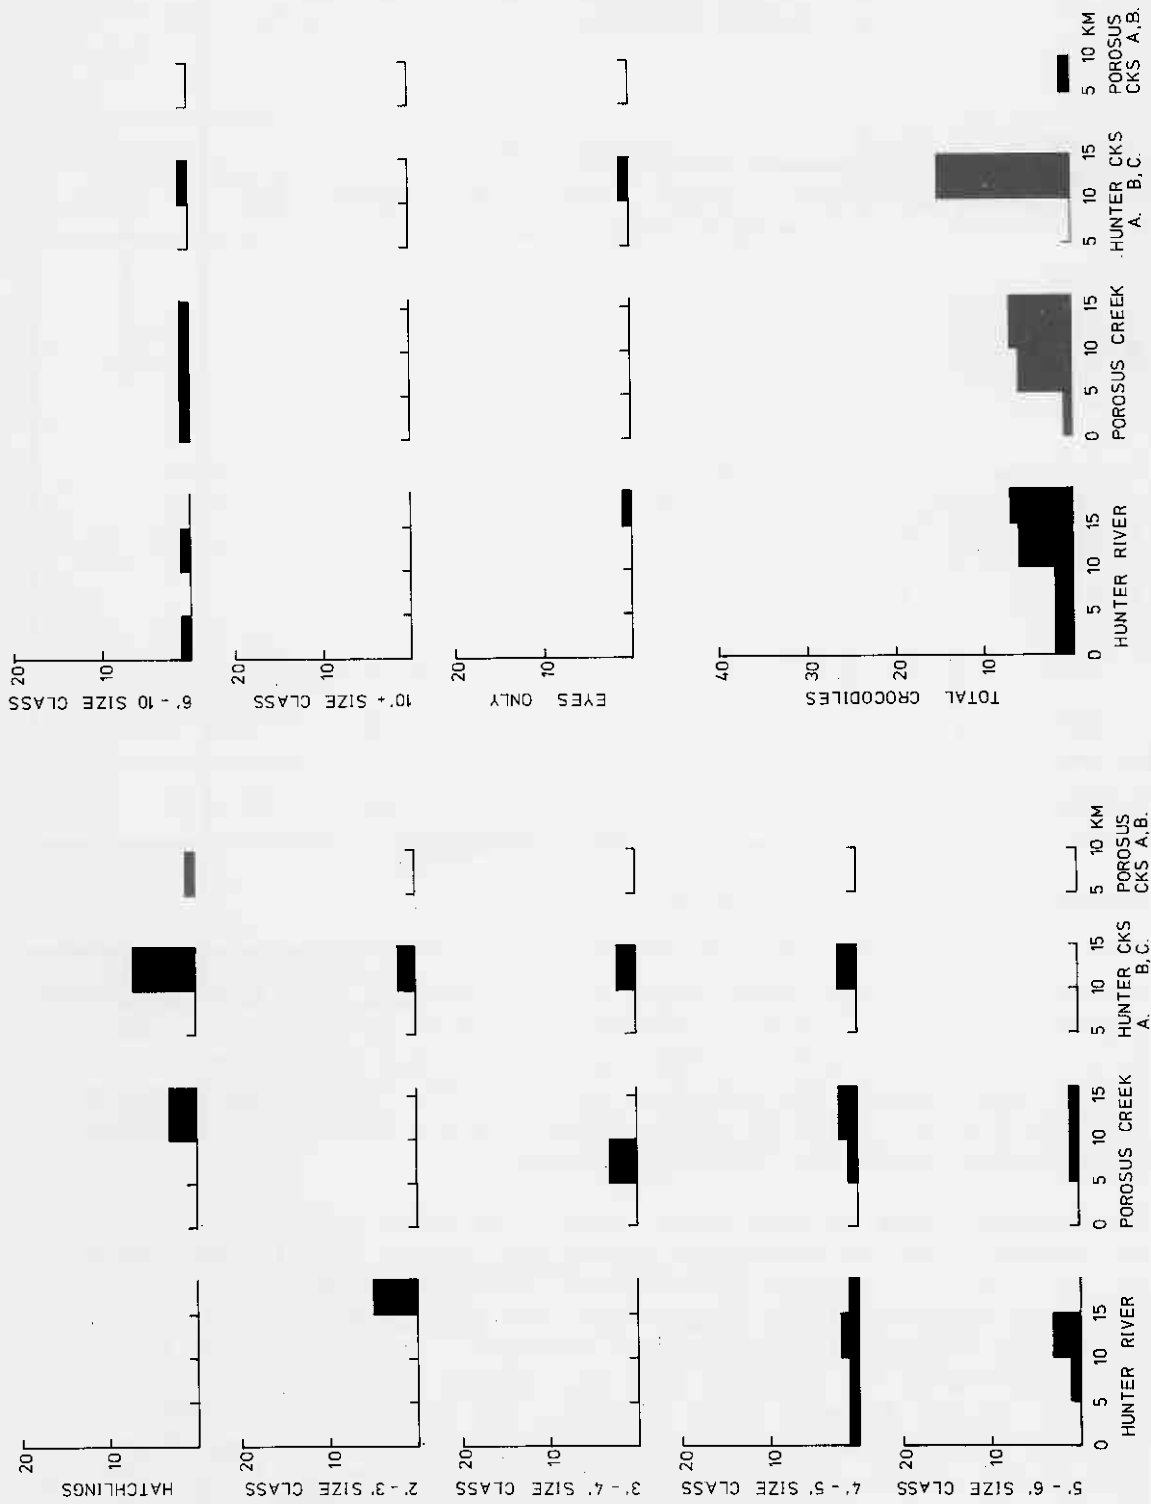 20
10
HATCHLINGS
20
10
2' - 3' SIZE CLASS
20
10
3' - 4' SIZE CLASS
20
10
4' - 5' SIZE CLASS
20
10
5' - 6' SIZE CLASS
0 5 10 15
HUNTER RIVER
0 5 10 15
POROSUS CREEK
5 10 15
HUNTER CKS
A. B,C.
5 10 KM
POROSUS
CKS A,B.
20
10
6' - 10 SIZE CLASS
20
10
10'+ SIZE CLASS
20
10
EYES ONLY
40
30
20
10
TOTAL CROCODILES
0 5 10 15
HUNTER RIVER
0 5 10 15
POROSUS CREEK
5 10 15
HUNTER CKS
A. B,C.
5 10 KM
POROSUS
CKS A,B.